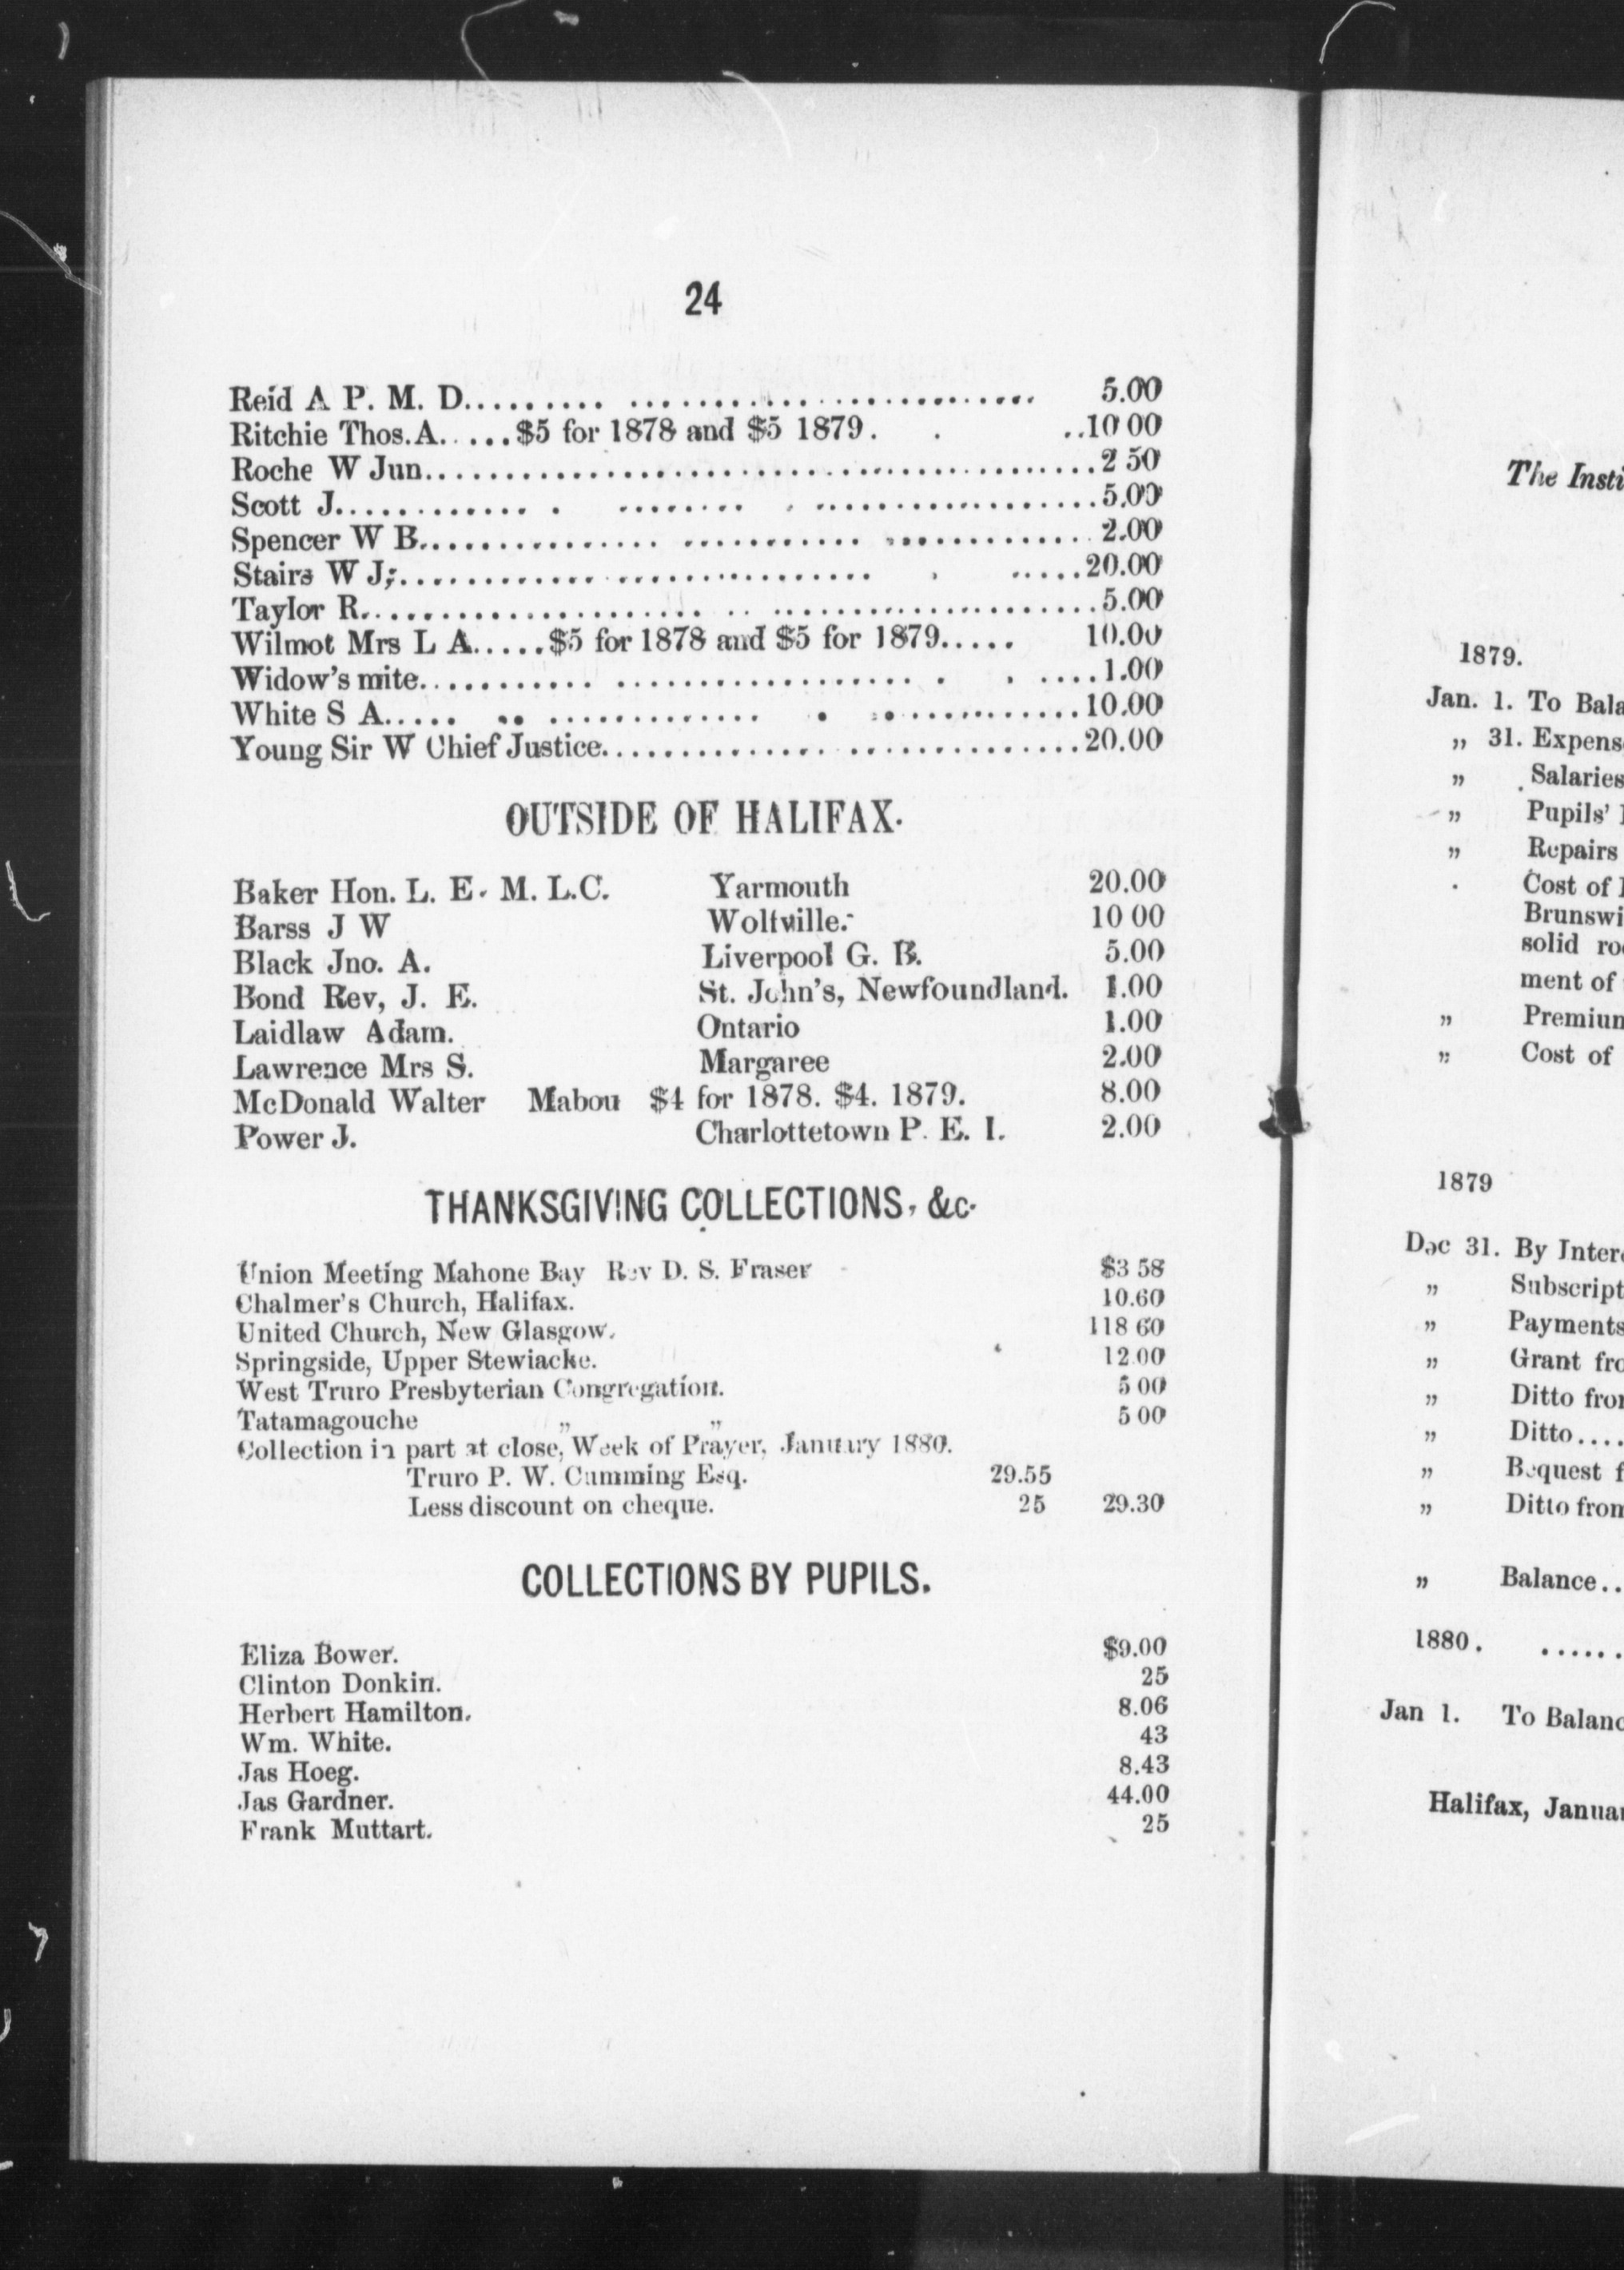 24
Reid A P. M. D......... .......................... 5.00
Ritchie Thos. A. ....$5 for 1878 and $5 1879. . ..10 00
Roche W Jun..........................................2 50
Scott J............. . ........ . ..................5.00
Spencer W B................ ........... ............. 2.00
Stairs W J;............................. . .....20.00
Taylor R...................... .. .....................5.00
Wilmot Mrs L A.....$5 for 1878 and $5 for 1879..... 10.00
Widow's mite............ .................. . . ....1.00
White S A..... .. .............. . ..............10.00
Young Sir W Chief Justice..............................20.00
OUTSIDE OF HALIFAX.
Baker Hon. L. E. M. L.C. Yarmouth 20.00
Barss J W Wolfville. 10 00
Black Jno. A. Liverpool G. B. 5.00
Bond Rev, J. E. St. John's, Newfoundland. 1.00
Laidlaw Adam. Ontario 1.00
Lawrence Mrs S. Margaree 2.00
McDonald Walter Mabou $4 for 1878. $4. 1879. 8.00
Power J. Charlottetown P. E. I. 2.00
THANKSGIVING COLLECTIONS, &c.
Union Meeting Mahone Bay Rev D. S. Fraser $3 58
Chalmer's Church, Halifax. 10.60
United Church, New Glasgow. 118 60
Springside, Upper Stewiacke. 12.00
West Truro Presbyterian Congregation. 5 00
Tatamagouche „ „ 5 00
Collection in part at close, Week of Prayer, January 1880.
Truro P. W. Cumming Esq. 29.55
Less discount on cheque. 25 29.30
COLLECTIONS BY PUPILS.
Eliza Bower. $9.00
Clinton Donkin. 25
Herbert Hamilton. 8.06
Wm. White. 43
Jas Hoeg. 8.43
Jas Gardner. 44.00
Frank Muttart. 25
The Insti
1879.
Jan. 1. To Bala
„ 31. Expens
„ Salaries
„ Pupils'
„ Repairs
Cost of
Brunswi
solid ro
ment of
„ Premium
„ Cost of
1879
Dec 31. By Inter
„ Subscript
„ Payments
„ Grant fro
„ Ditto from
„ Ditto....
„ Bequest f
„ Ditto from
„ Balance..
1880. ......
Jan 1. To Balanc
Halifax, Januar